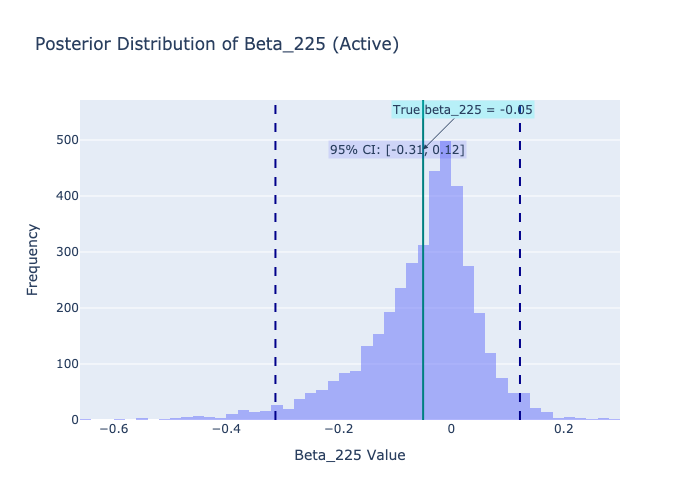 Posterior Distribution of Beta_225 (Active)
True beta_225 = -0.05
95% CI: [-0.31, 0.12]
500
400
300
200
100
0
Frequency
−0.6
−0.4
−0.2
0
0.2
Beta_225 Value